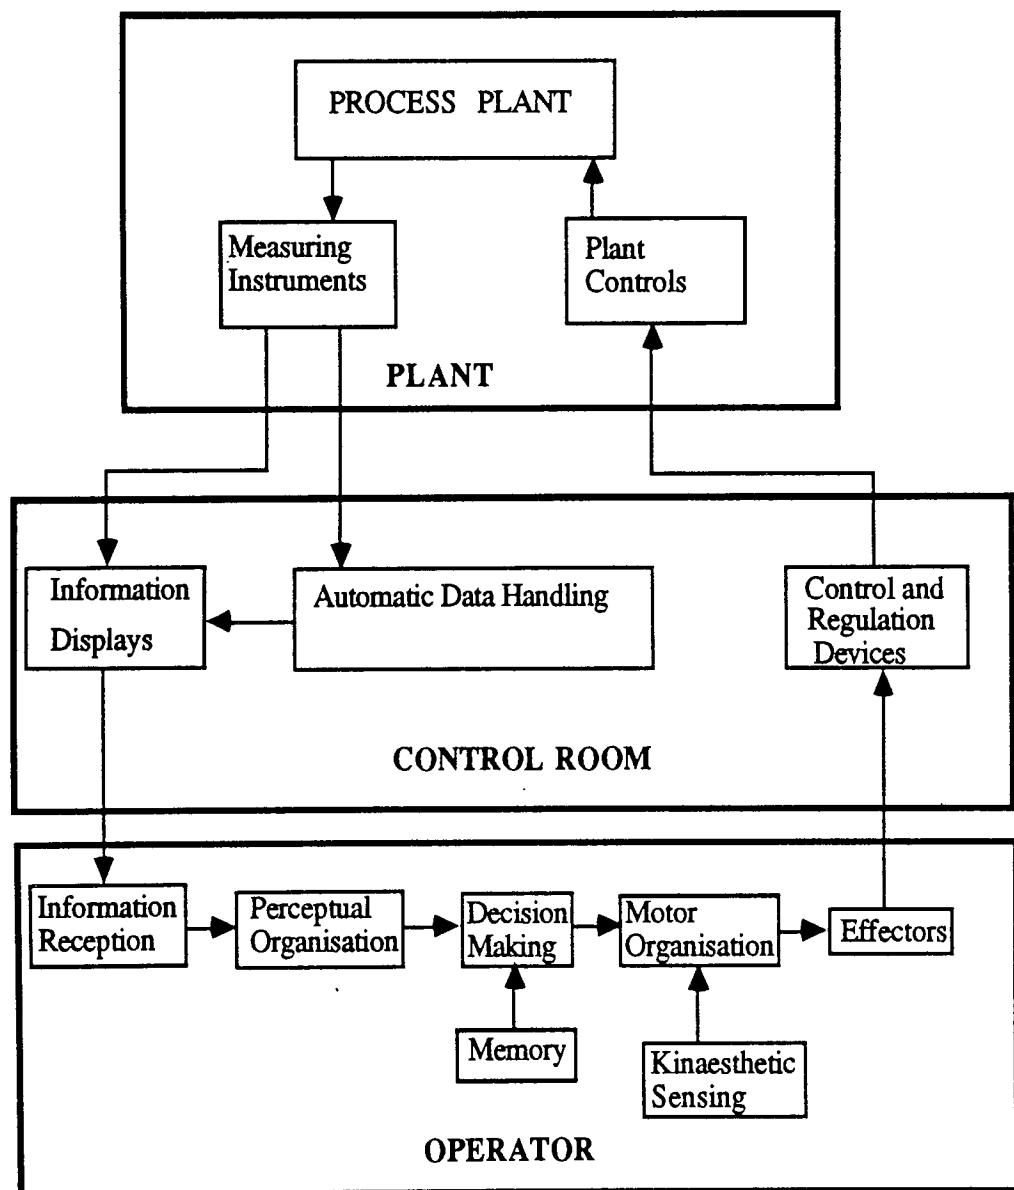 PROCESS PLANT
Measuring
Instruments
Plant
Controls
PLANT
Information
Displays
Automatic Data Handling
Control and
Regulation
Devices
CONTROL ROOM
Information
Reception
Perceptual
Organisation
Decision
Making
Motor
Organisation
Effectors
Memory
Kinaesthetic
Sensing
OPERATOR